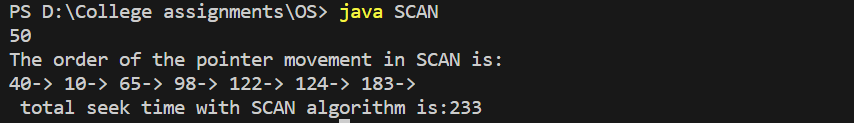 PS D:\College assignments\OS> java SCAN
50
The order of the pointer movement in SCAN is:
40-> 10-> 65-> 98-> 122-> 124-> 183->
 total seek time with SCAN algorithm is:233